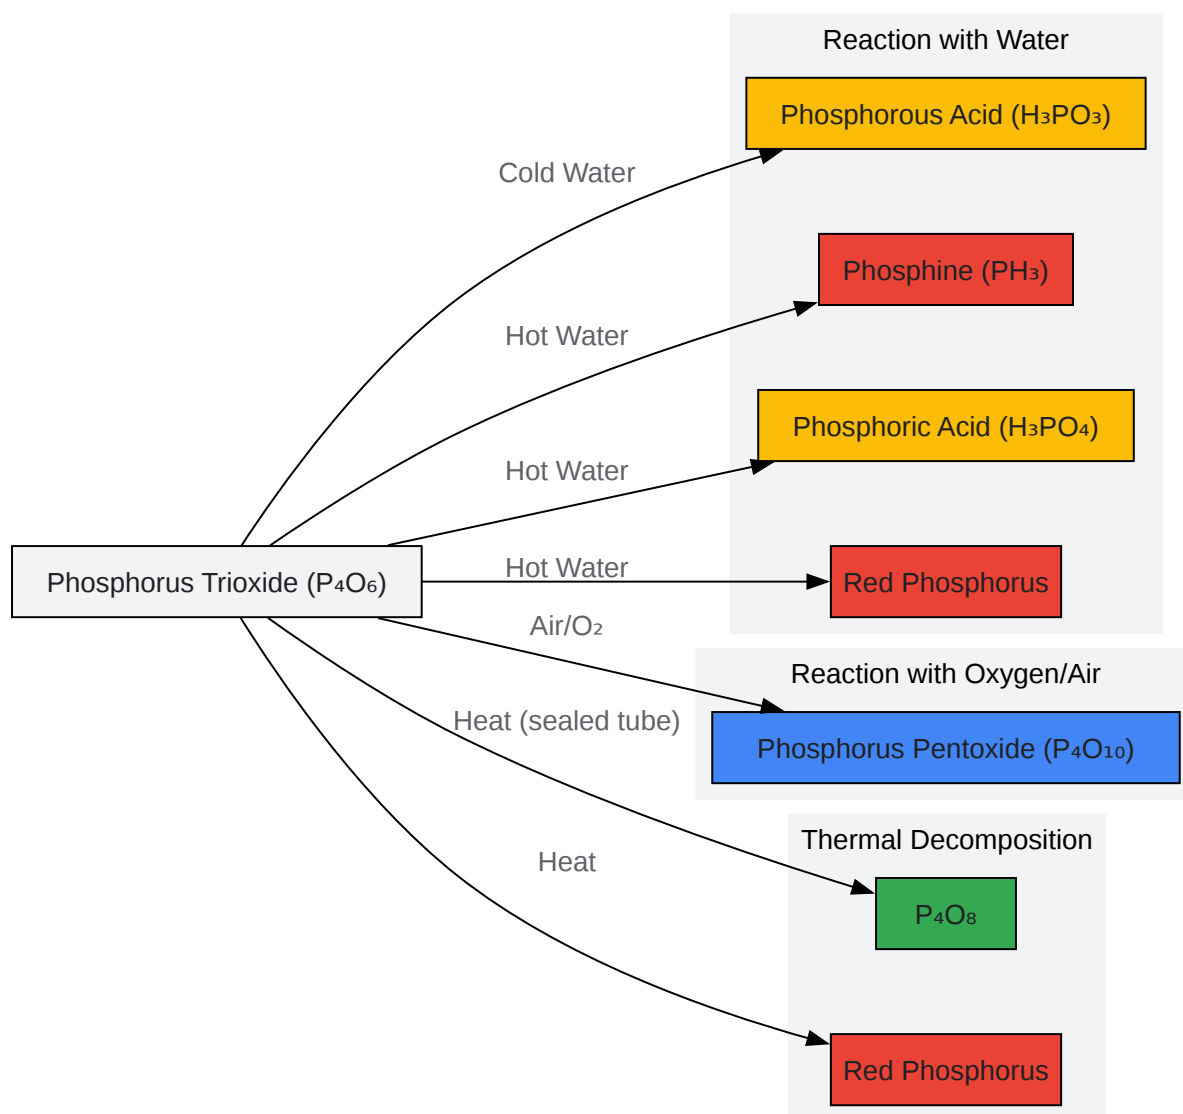 Reaction with Water
Phosphorous Acid (H₃PO₃)
Cold Water
Phosphine (PH₃)
Hot Water
Phosphoric Acid (H₃PO₄)
Hot Water
Phosphorus Trioxide (P₄O₆)
Hot Water
Red Phosphorus
Air/O₂
Reaction with Oxygen/Air
Heat (sealed tube)
Phosphorus Pentoxide (P₄O₁₀)
Thermal Decomposition
Heat
P₄O₈
Red Phosphorus